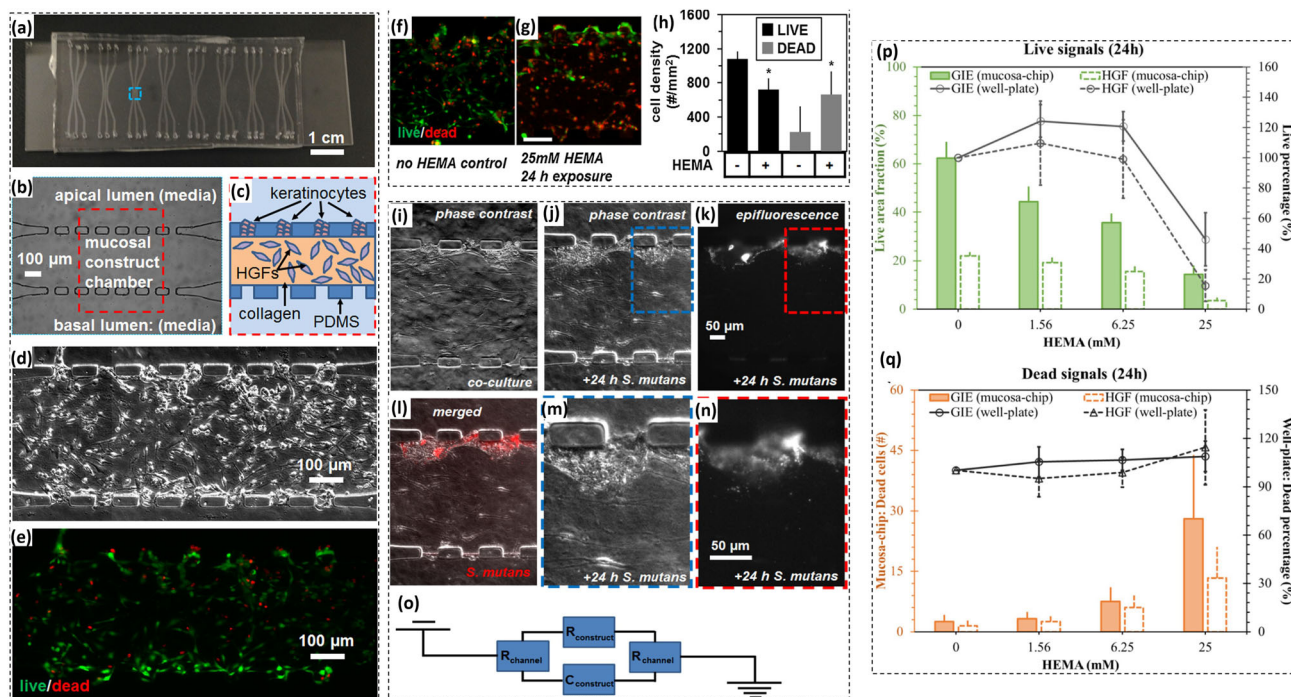 (a)
1 cm
(b)
apical lumen (media)
100 µm
mucosal
construct
chamber
basal lumen: (media)
(c)
keratinocytes
HGFs
collagen
PDMS
(d)
100 µm
(e)
100 µm
live/dead
(f)
(g)
live/dead
no HEMA control
25mM HEMA
24 h exposure
(h)
cell density
(#/mm²)
1600
1200
800
400
0
LIVE
DEAD
*
*
HEMA
- + - +
(i)
phase contrast
co-culture
(j)
phase contrast
+24 h S. mutans
(k)
epifluorescence
50 µm
+24 h S. mutans
(l)
merged
S. mutans
(m)
+24 h S. mutans
(n)
50 µm
+24 h S. mutans
(o)
R construct
R channel
R channel
C construct
(p)
Live signals (24h)
GIE (mucosa-chip)
HGF (mucosa-chip)
GIE (well-plate)
HGF (well-plate)
Live area fraction (%)
100
80
60
40
20
0
Live percentage (%)
160
140
120
100
80
60
40
20
0
0 1.56 6.25 25
HEMA (mM)
(q)
Dead signals (24h)
GIE (mucosa-chip)
HGF (mucosa-chip)
GIE (well-plate)
HGF (well-plate)
Mucosa-chip: Dead cells (#)
60
45
30
15
0
Well-plate: Dead percentage (%)
150
120
90
60
30
0
0 1.56 6.25 25
HEMA (mM)